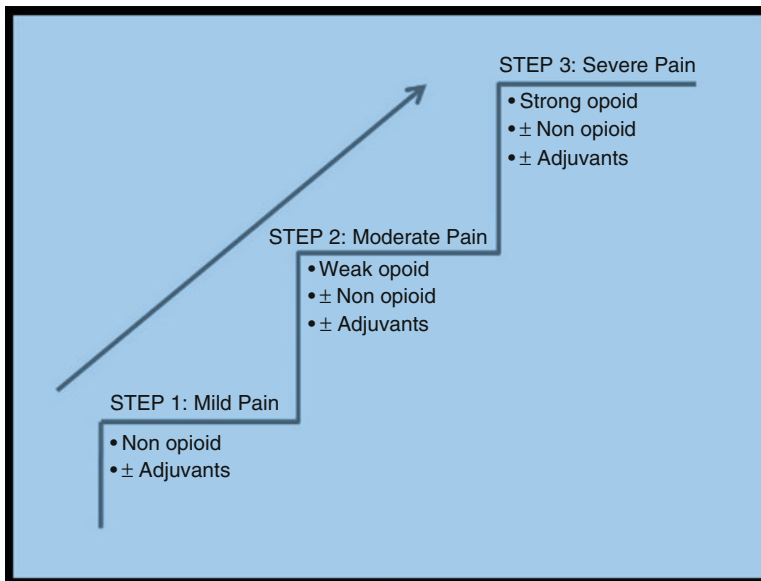 STEP 3: Severe Pain
• Strong opoid
• ± Non opioid
• ± Adjuvants
STEP 2: Moderate Pain
• Weak opoid
• ± Non opioid
• ± Adjuvants
STEP 1: Mild Pain
• Non opioid
• ± Adjuvants